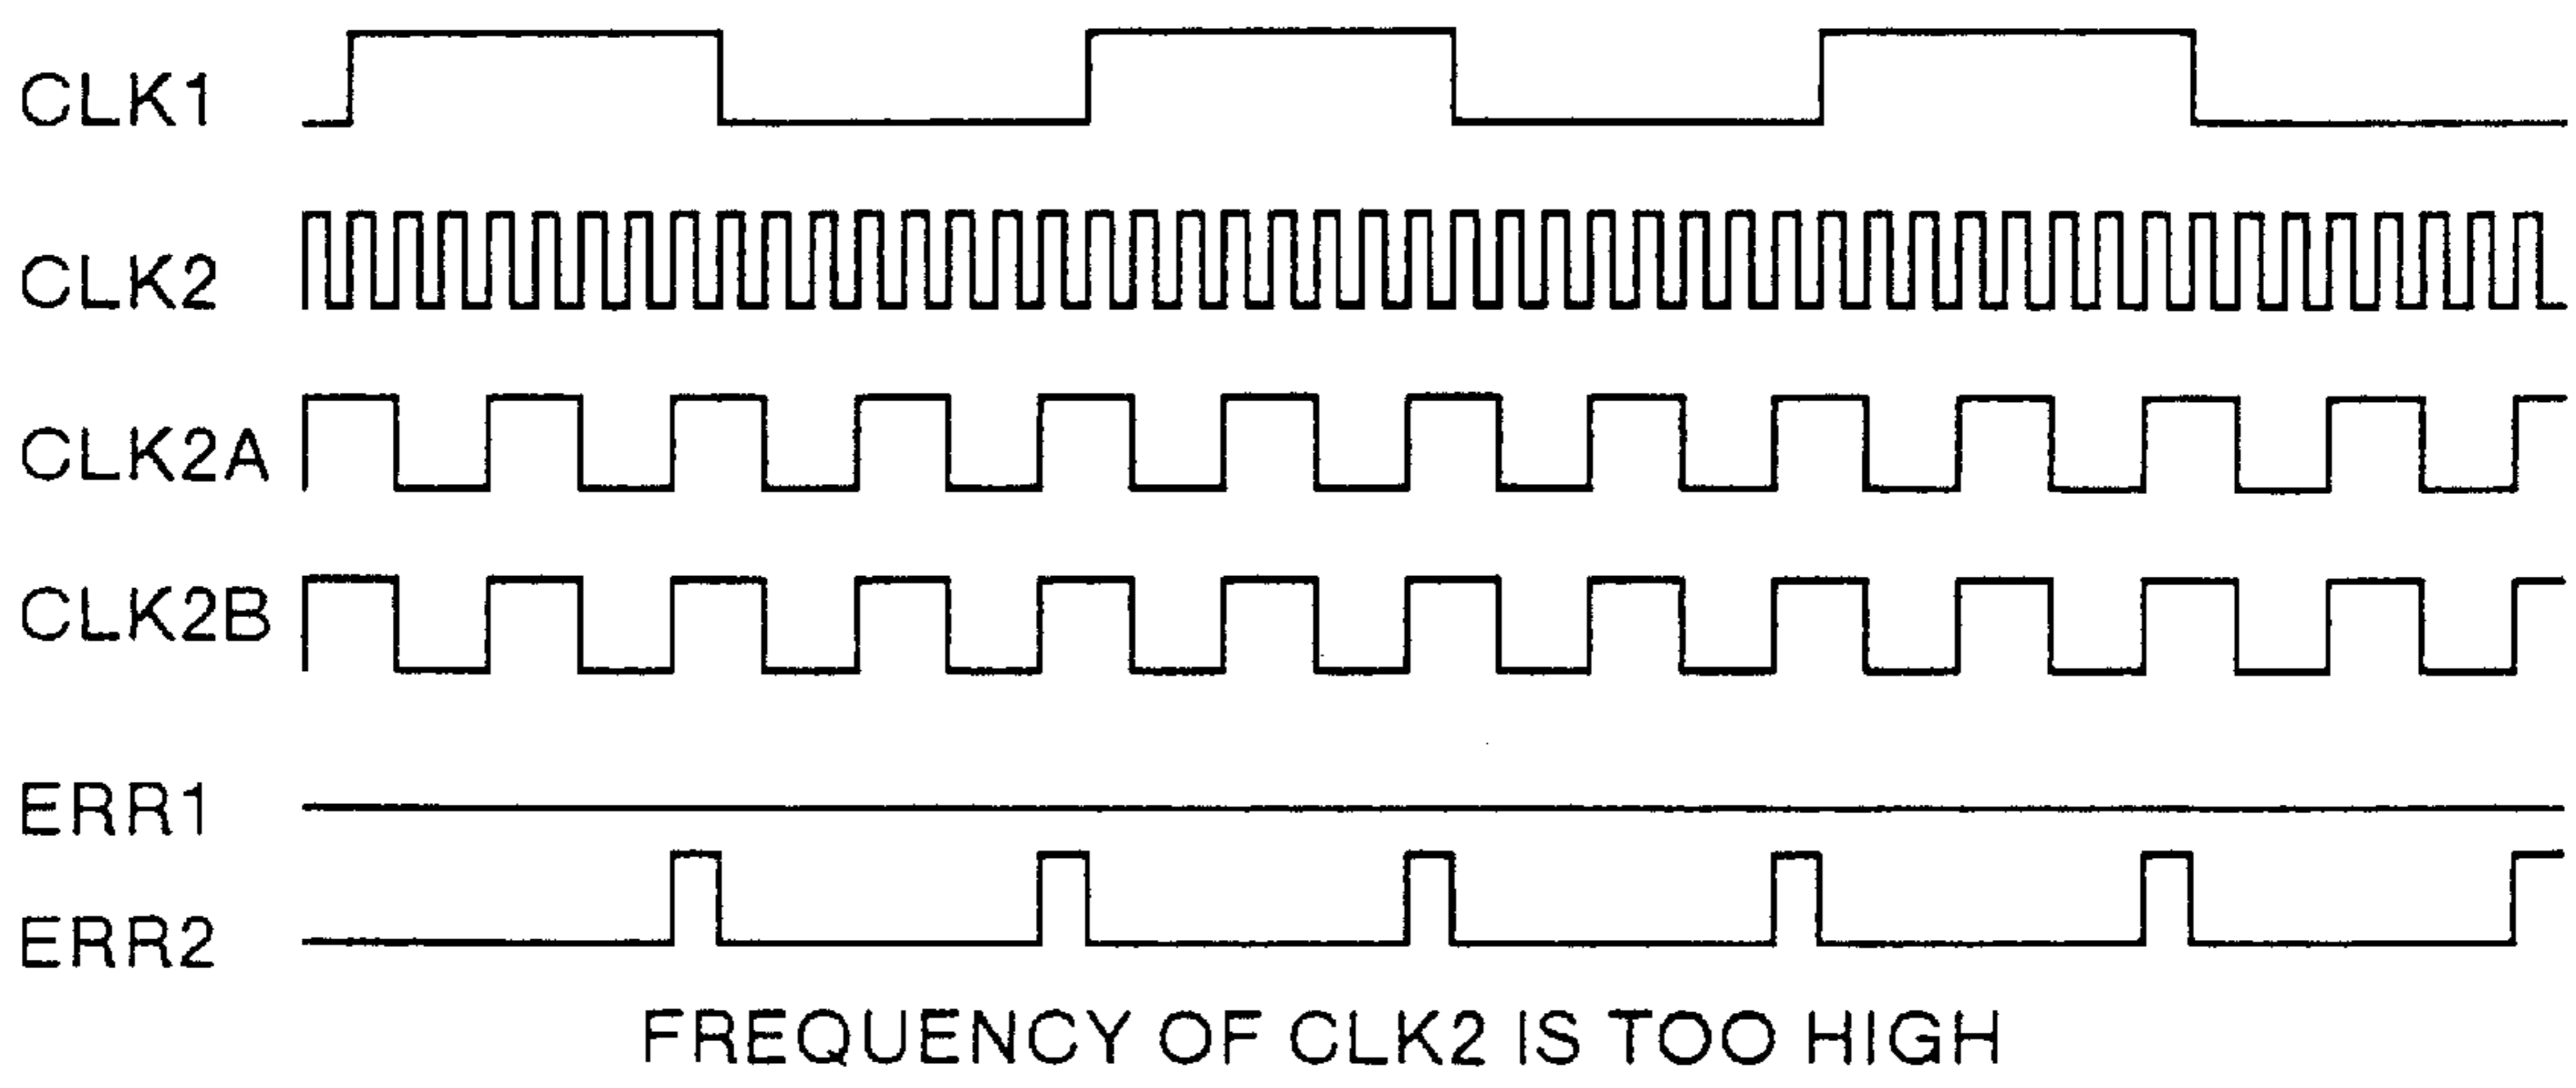 CLK1
CLK2
CLK2A
CLK2B
ERR1
ERR2
FREQUENCY OF CLK2 IS TOO HIGH